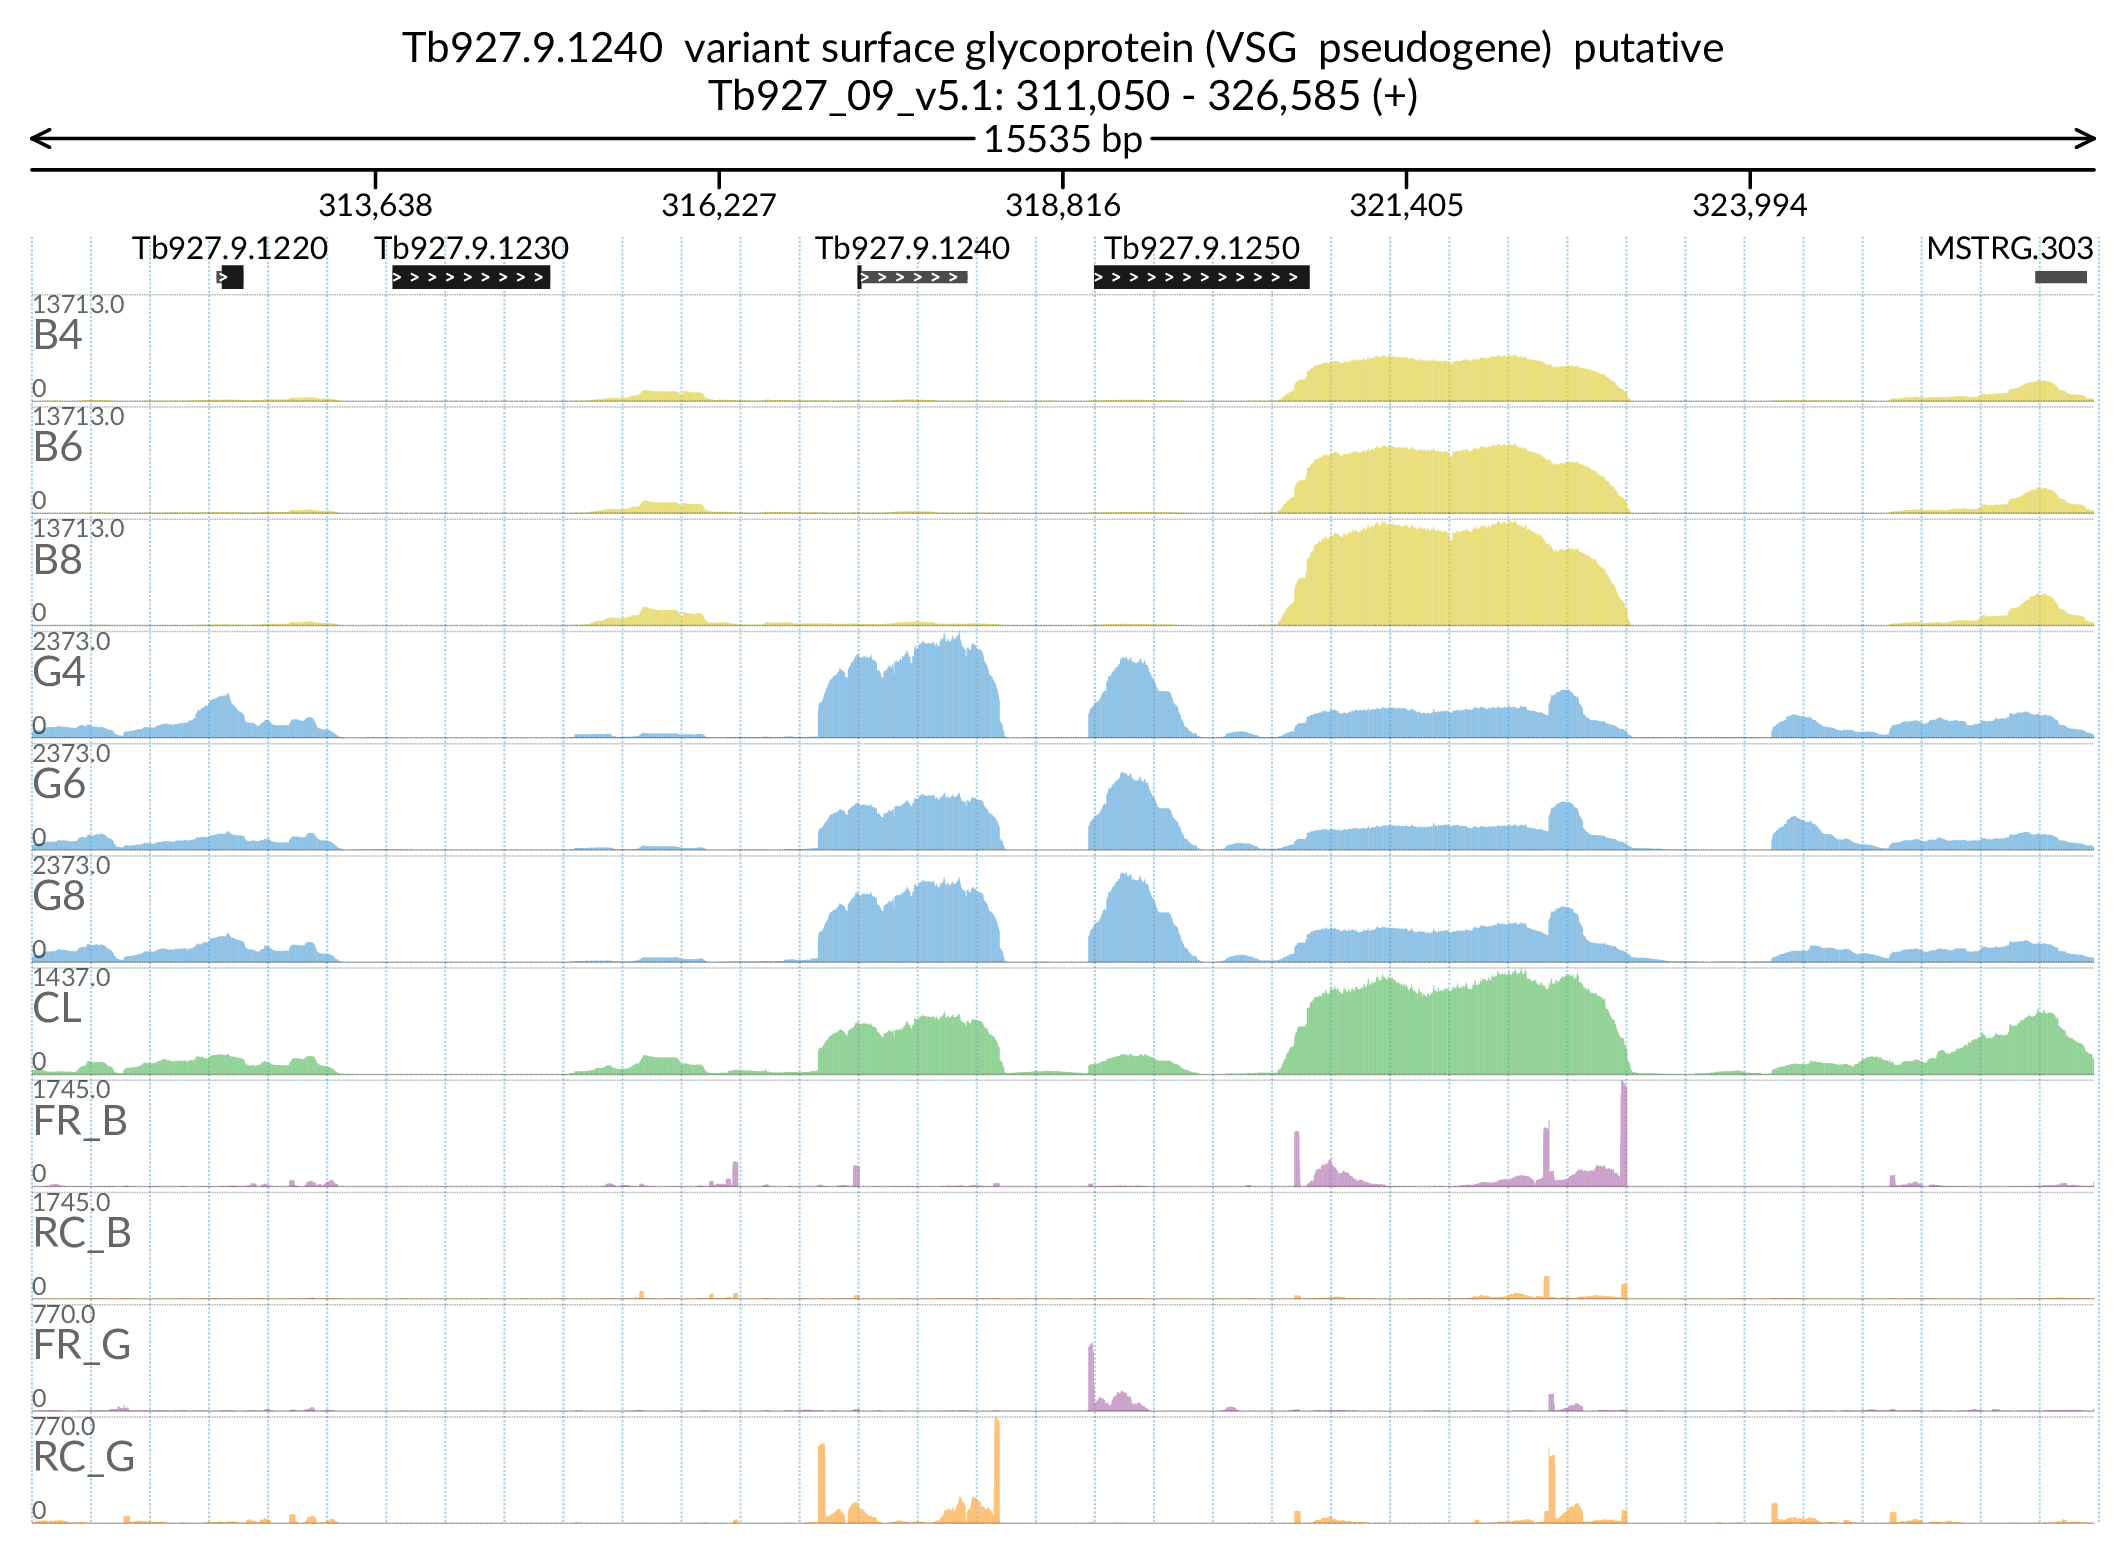 Tb927.9.1240  variant surface glycoprotein (VSG  pseudogene)  putative
Tb927_09_v5.1: 311,050 - 326,585 (+)
15535 bp
313,638 316,227 318,816 321,405 323,994
Tb927.9.1220 Tb927.9.1230 Tb927.9.1240 Tb927.9.1250 MSTRG.303
13713.0
B4
0
13713.0
B6
0
13713.0
B8
0
2373.0
G4
0
2373.0
G6
0
2373.0
G8
0
1437.0
CL
0
1745.0
FR_B
0
1745.0
RC_B
0
770.0
FR_G
0
770.0
RC_G
0